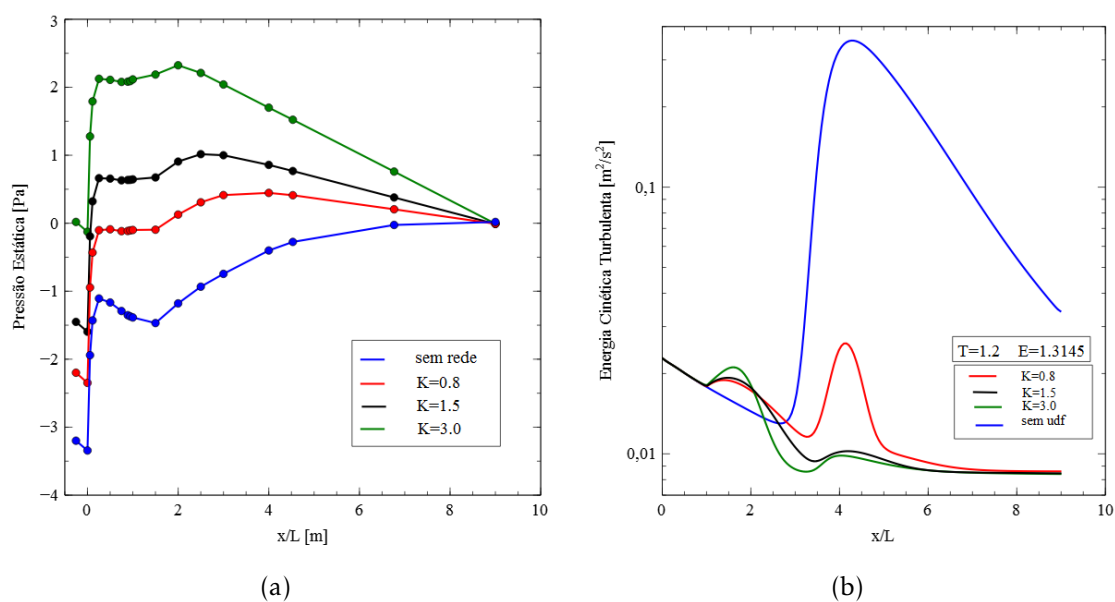 3
2
1
0
−1
−2
−3
−4
Pressão Estática [Pa]
sem rede
K=0.8
K=1.5
K=3.0
0 2 4 6 8 10
x/L [m]
(a)
0,1
0,01
Energia Cinética Turbulenta [m²/s²]
T=1.2 E=1.3145
K=0.8
K=1.5
K=3.0
sem udf
0 2 4 6 8 10
x/L
(b)